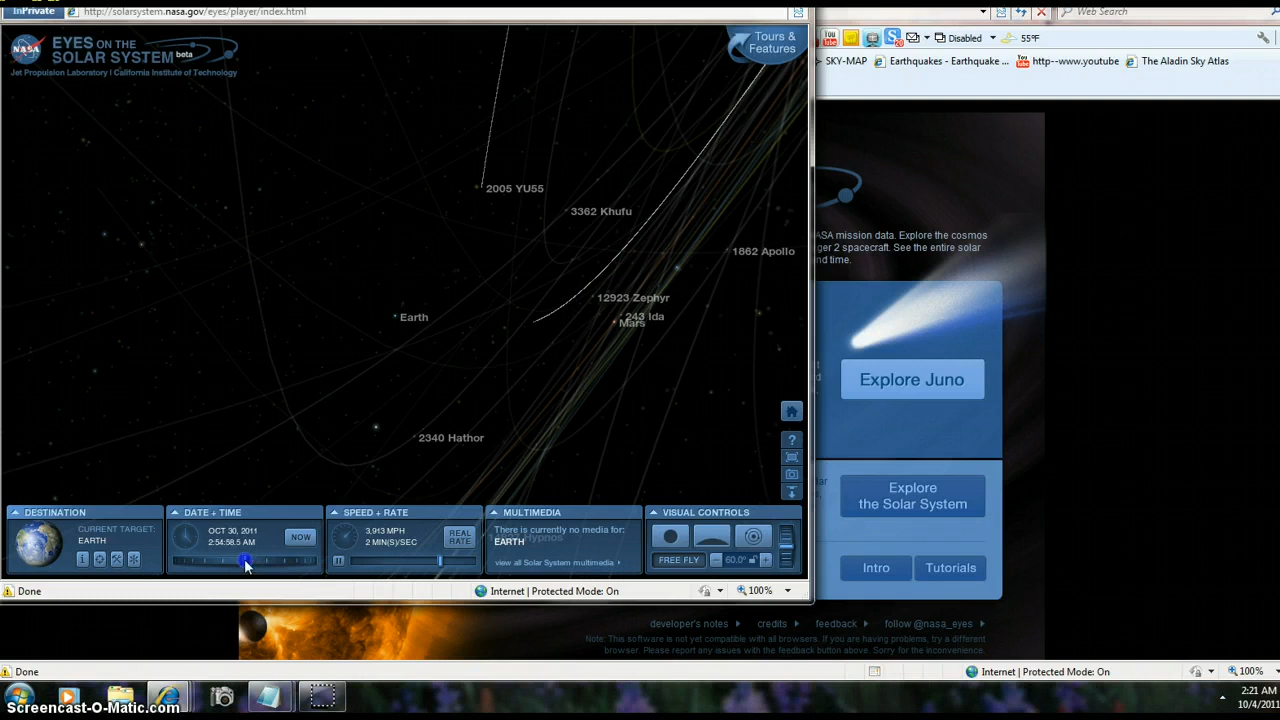 InPrivate http://solarsystem.nasa.gov/eyes/player/index.html
Web Search
NASA EYES ON THE
SOLAR SYSTEM beta
Jet Propulsion Laboratory | California Institute of Technology
Tours &
Features
You
Tube
S
20
Disabled
55°F
SKY-MAP
Earthquakes - Earthquake ...
You
Tube
http--www.youtube
The Aladin Sky Atlas
2005 YU55
3362 Khufu
1862 Apollo
12923 Zephyr
243 Ida
Mars
Earth
2340 Hathor
ASA mission data. Explore the cosmos
ger 2 spacecraft. See the entire solar
nd time.
Explore Juno
Explore
the Solar System
Intro
Tutorials
?
DESTINATION
CURRENT TARGET:
EARTH
DATE + TIME
OCT 30, 2011
2:54:58.5 AM
NOW
SPEED + RATE
3,913 MPH
2 MIN(S)/SEC
REAL
RATE
MULTIMEDIA
There is currently no media for:
EARTH
Hypnos
view all Solar System multimedia
VISUAL CONTROLS
FREE FLY
60.0°
Done
Internet | Protected Mode: On
100%
developer's notes
credits
feedback
follow @nasa_eyes
Note: This software is not yet compatible with all browsers. If you are having problems, try a different
browser. Please report any issues with the feedback button above. Sorry for the inconvenience.
Done
Internet | Protected Mode: On
100%
2:21 AM
10/4/2011
Screencast-O-Matic.com